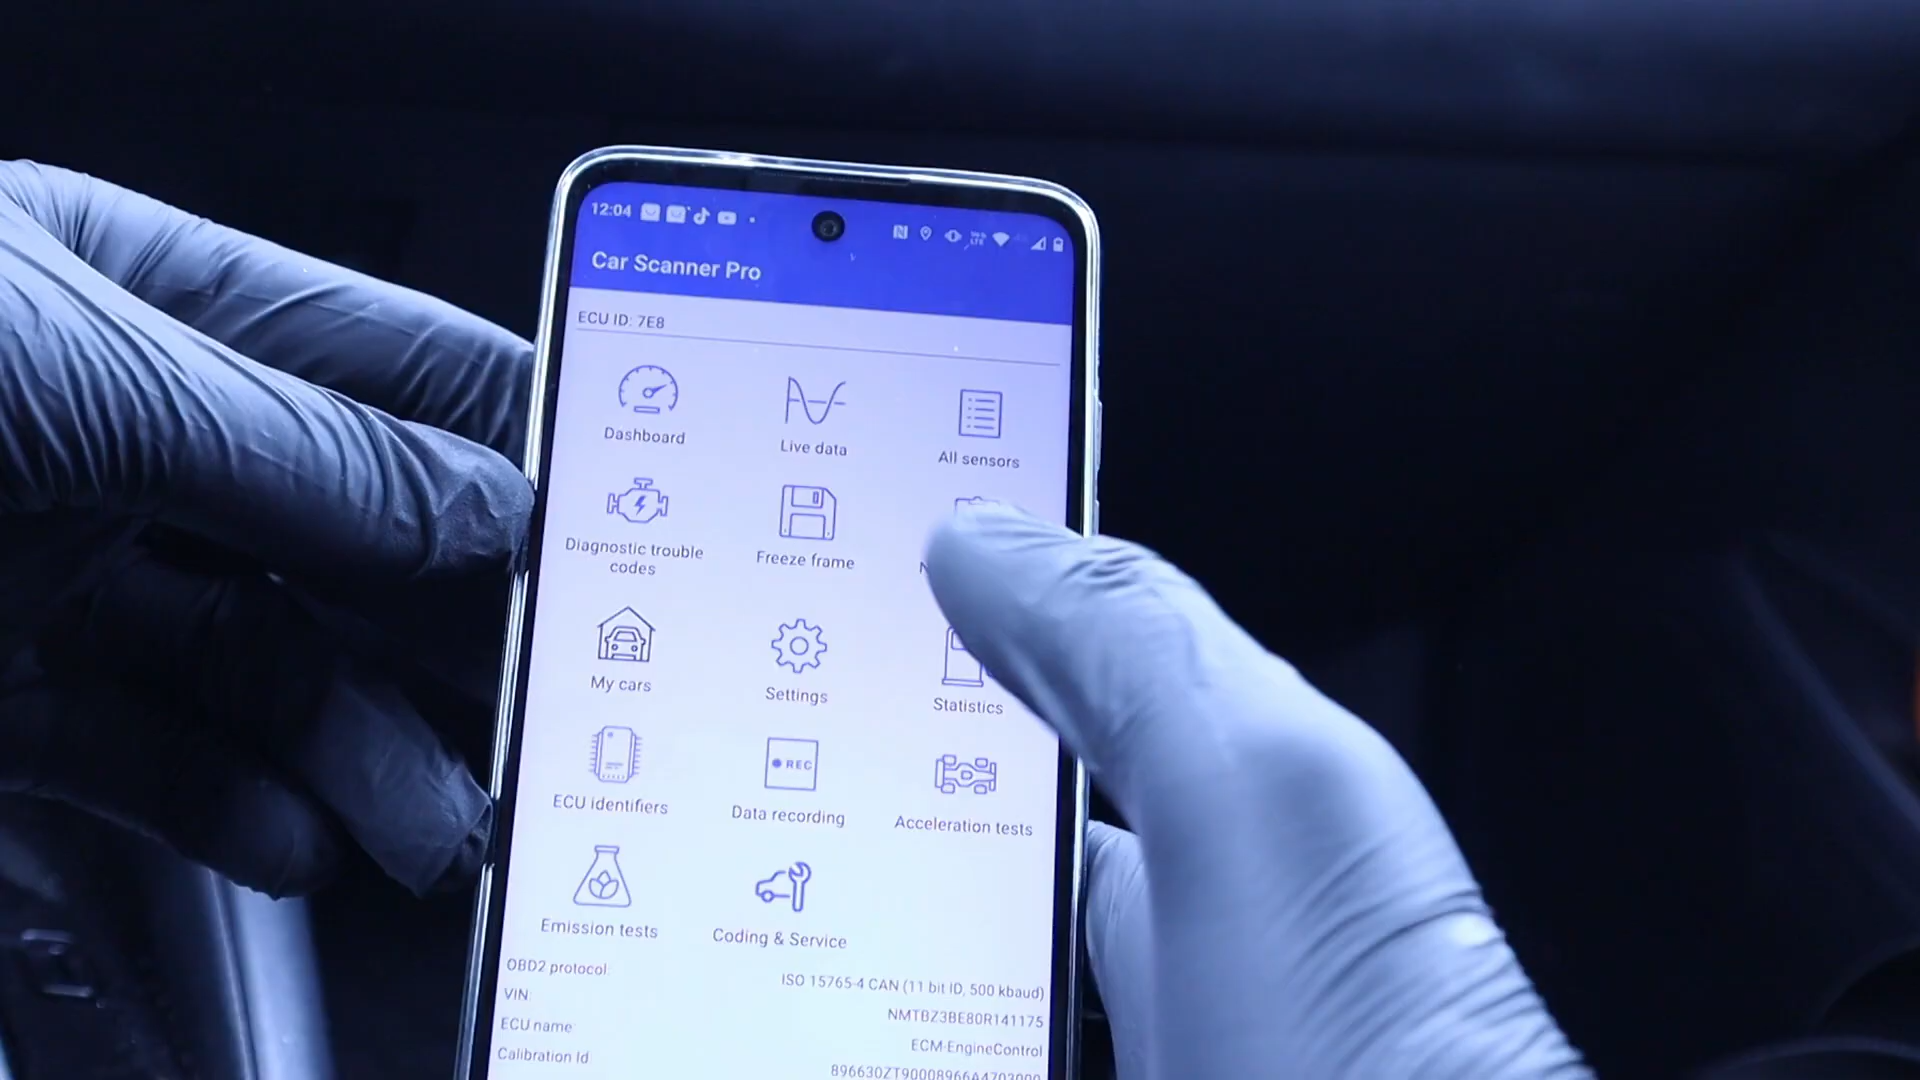 12:04
Car Scanner Pro
ECU ID: 7E8
Dashboard
Live data
All sensors
Diagnostic trouble
codes
Freeze frame
My cars
Settings
Statistics
ECU identifiers
REC
Data recording
Acceleration tests
Emission tests
Coding & Service
OBD2 protocol:
ISO 15765-4 CAN (11 bit ID, 500 kbaud)
VIN:
NMTBZ3BE80R141175
ECU name
ECM-EngineControl
Calibration Id